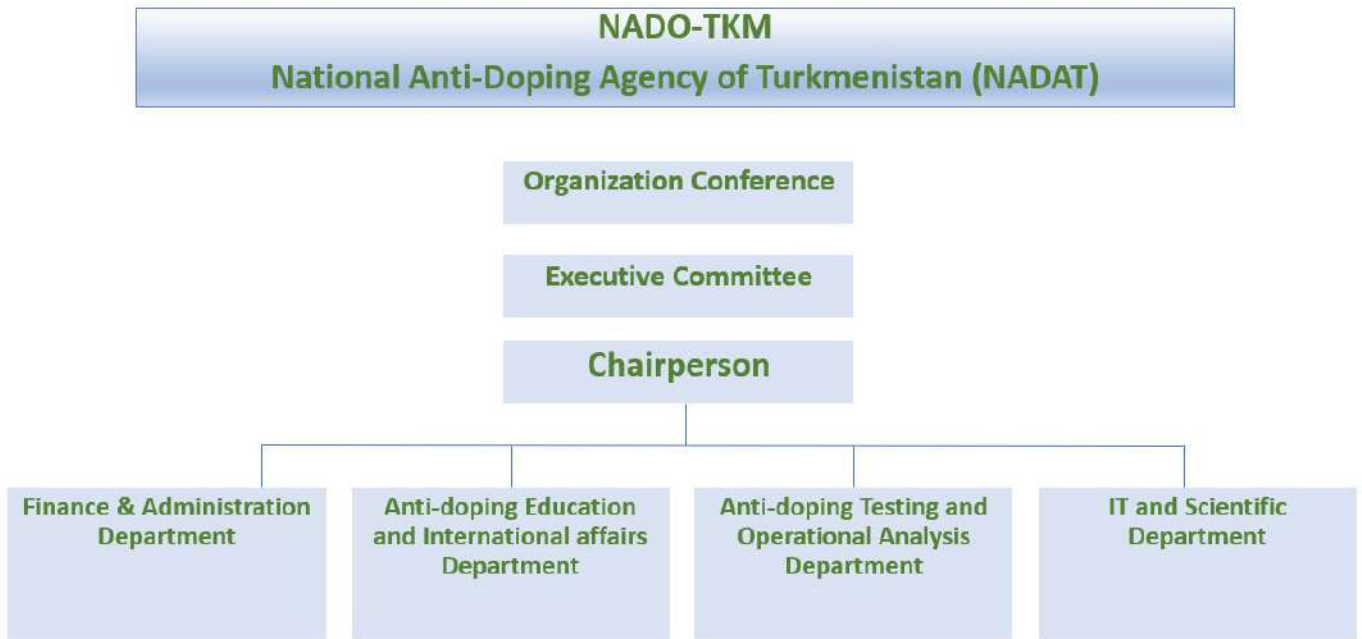 NADO-TKM
National Anti-Doping Agency of Turkmenistan (NADAT)
Organization Conference
Executive Committee
Chairperson
Finance & Administration
Department
Anti-doping Education
and International affairs
Department
Anti-doping Testing and
Operational Analysis
Department
IT and Scientific
Department